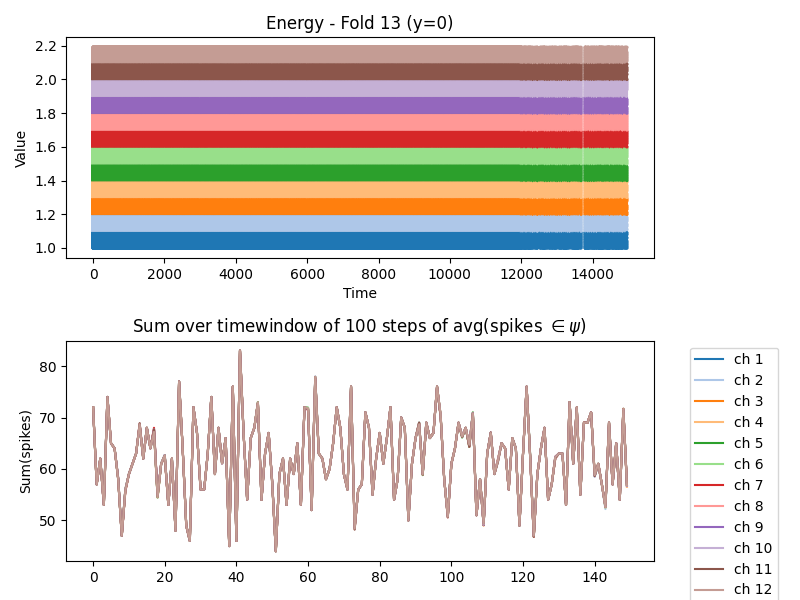 Energy - Fold 13 (y=0)
Value
2.2
2.0
1.8
1.6
1.4
1.2
1.0
0 2000 4000 6000 8000 10000 12000 14000
Time
Sum over timewindow of 100 steps of avg(spikes ∈ψ)
Sum(spikes)
80
70
60
50
0 20 40 60 80 100 120 140
ch 1
ch 2
ch 3
ch 4
ch 5
ch 6
ch 7
ch 8
ch 9
ch 10
ch 11
ch 12